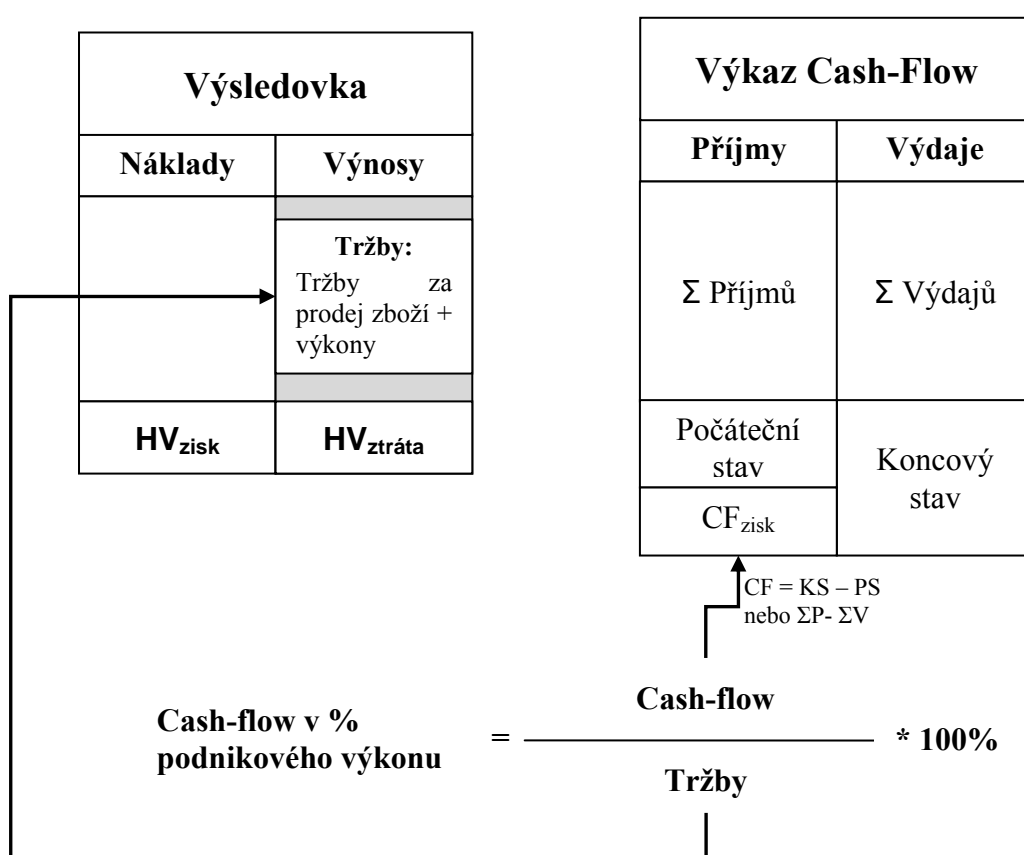 Výsledovka
Náklady
Výnosy
Tržby:
Tržby za
prodej zboží +
výkony
HVzisk
HVztráta
Výkaz Cash-Flow
Příjmy
Výdaje
Σ Příjmů
Σ Výdajů
Počáteční
stav
CFzisk
Koncový
stav
CF = KS – PS
nebo ΣP- ΣV
Cash-flow v %
podnikového výkonu
=
Cash-flow
Tržby
* 100%